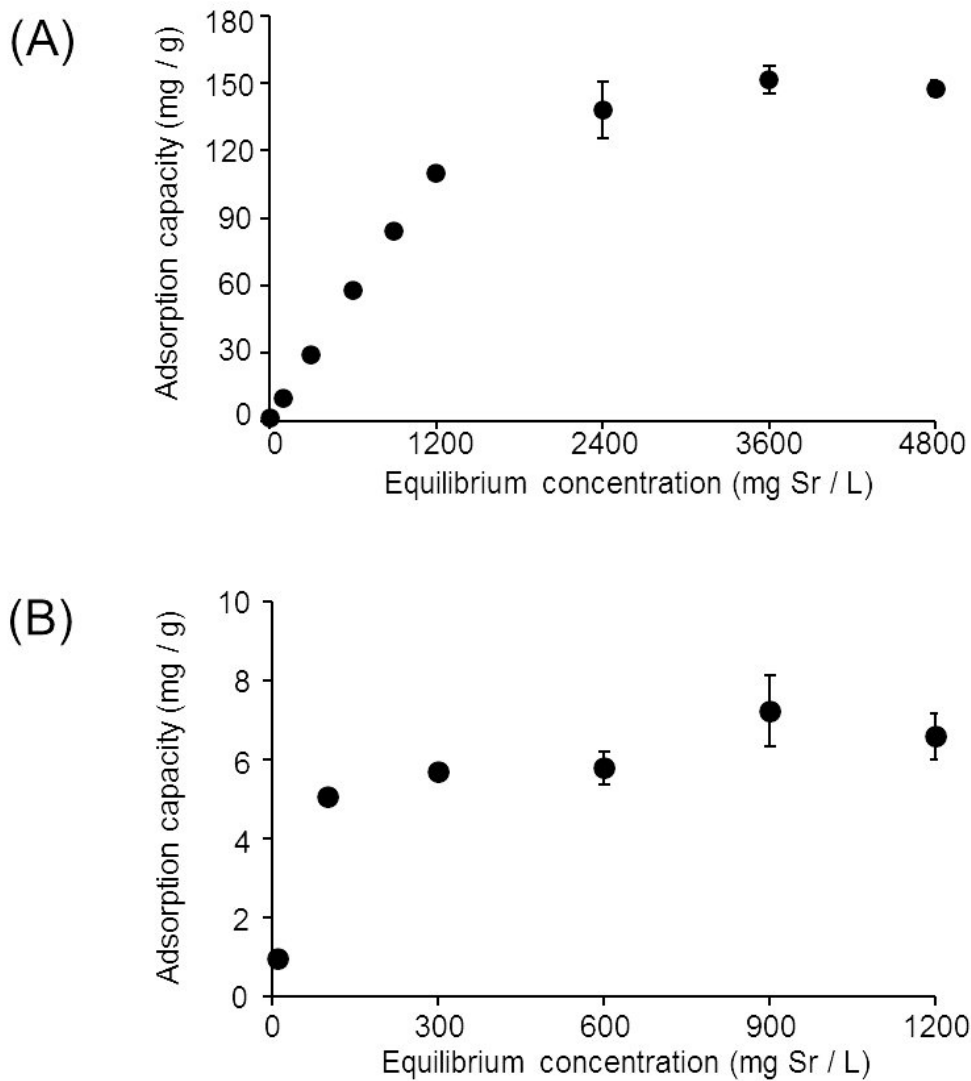 (A)
Adsorption capacity (mg / g)
180
150
120
90
60
30
0
0 1200 2400 3600 4800
Equilibrium concentration (mg Sr / L)
(B)
Adsorption capacity (mg / g)
10
8
6
4
2
0
0 300 600 900 1200
Equilibrium concentration (mg Sr / L)